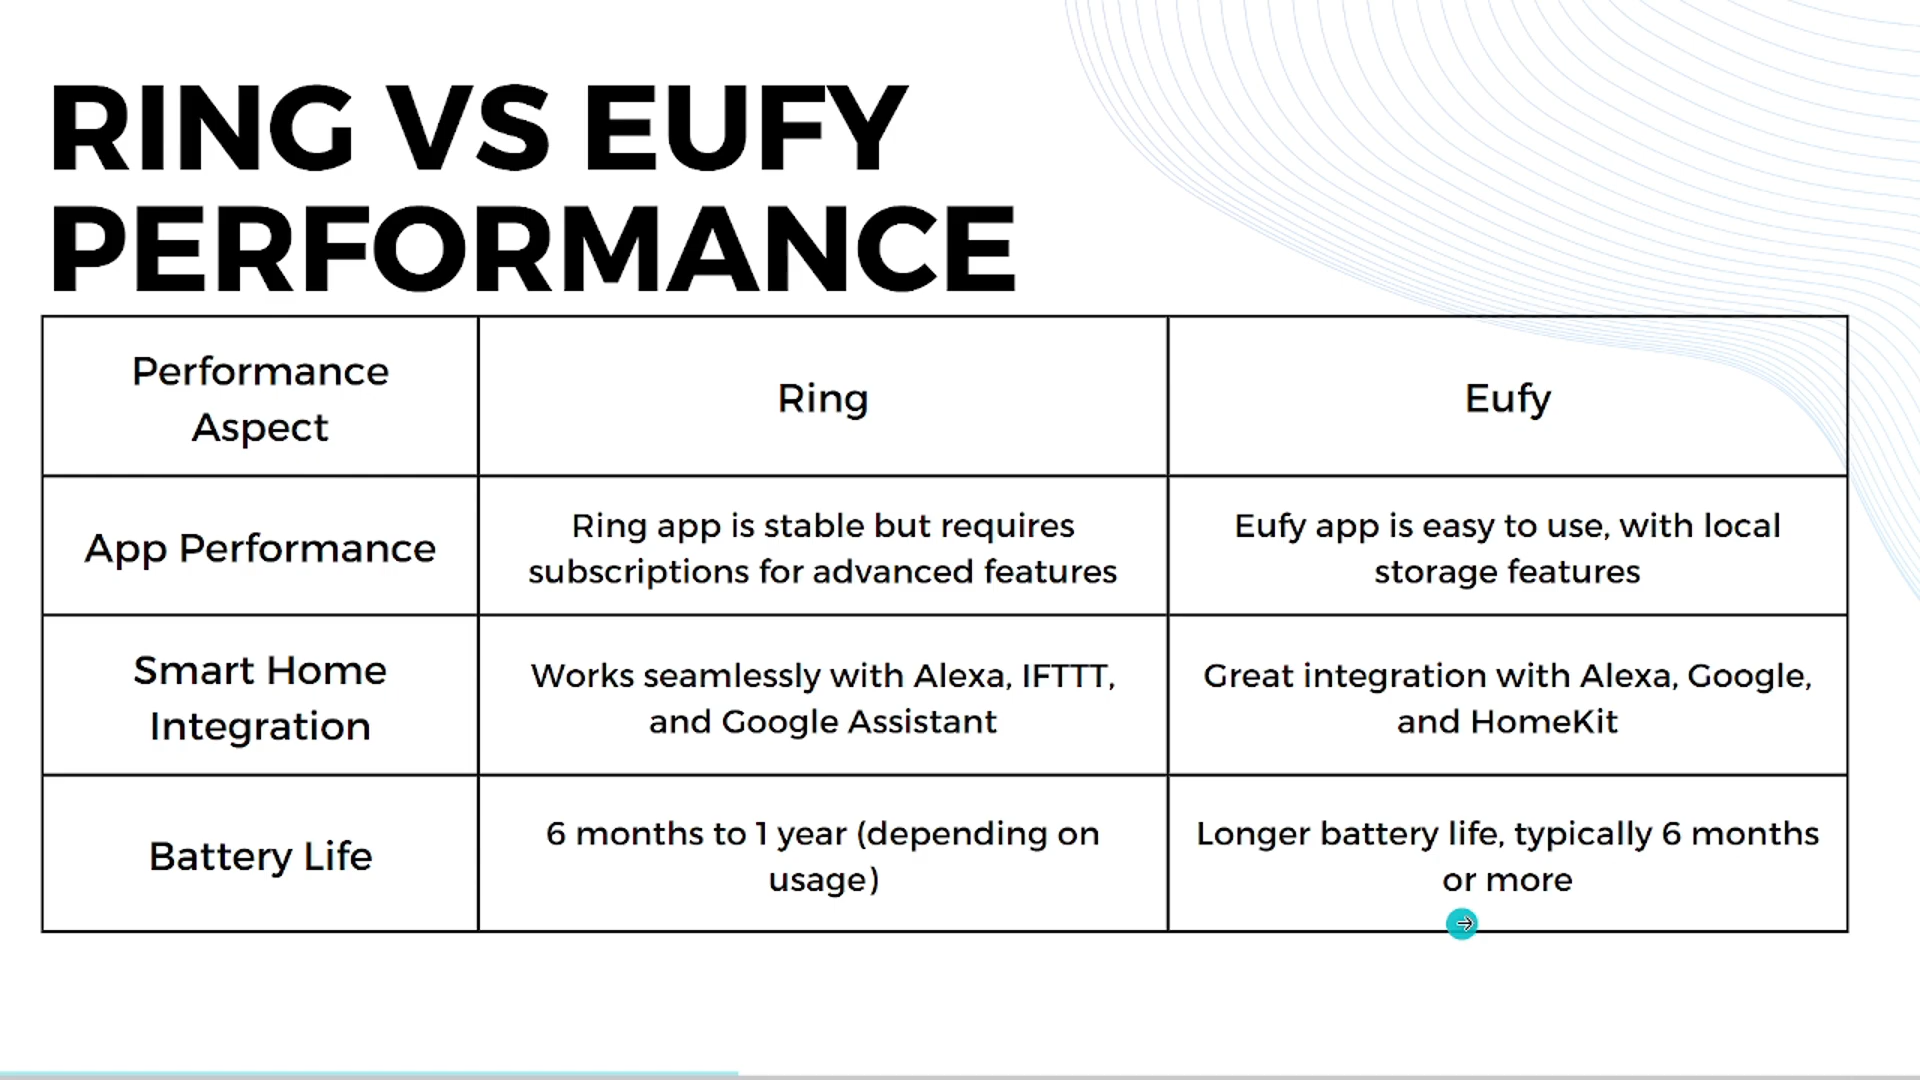 RING VS EUFY
PERFORMANCE
Performance
Aspect
Ring
Eufy
App Performance
Ring app is stable but requires
subscriptions for advanced features
Eufy app is easy to use, with local
storage features
Smart Home
Integration
Works seamlessly with Alexa, IFTTT,
and Google Assistant
Great integration with Alexa, Google,
and HomeKit
Battery Life
6 months to 1 year (depending on
usage)
Longer battery life, typically 6 months
or more